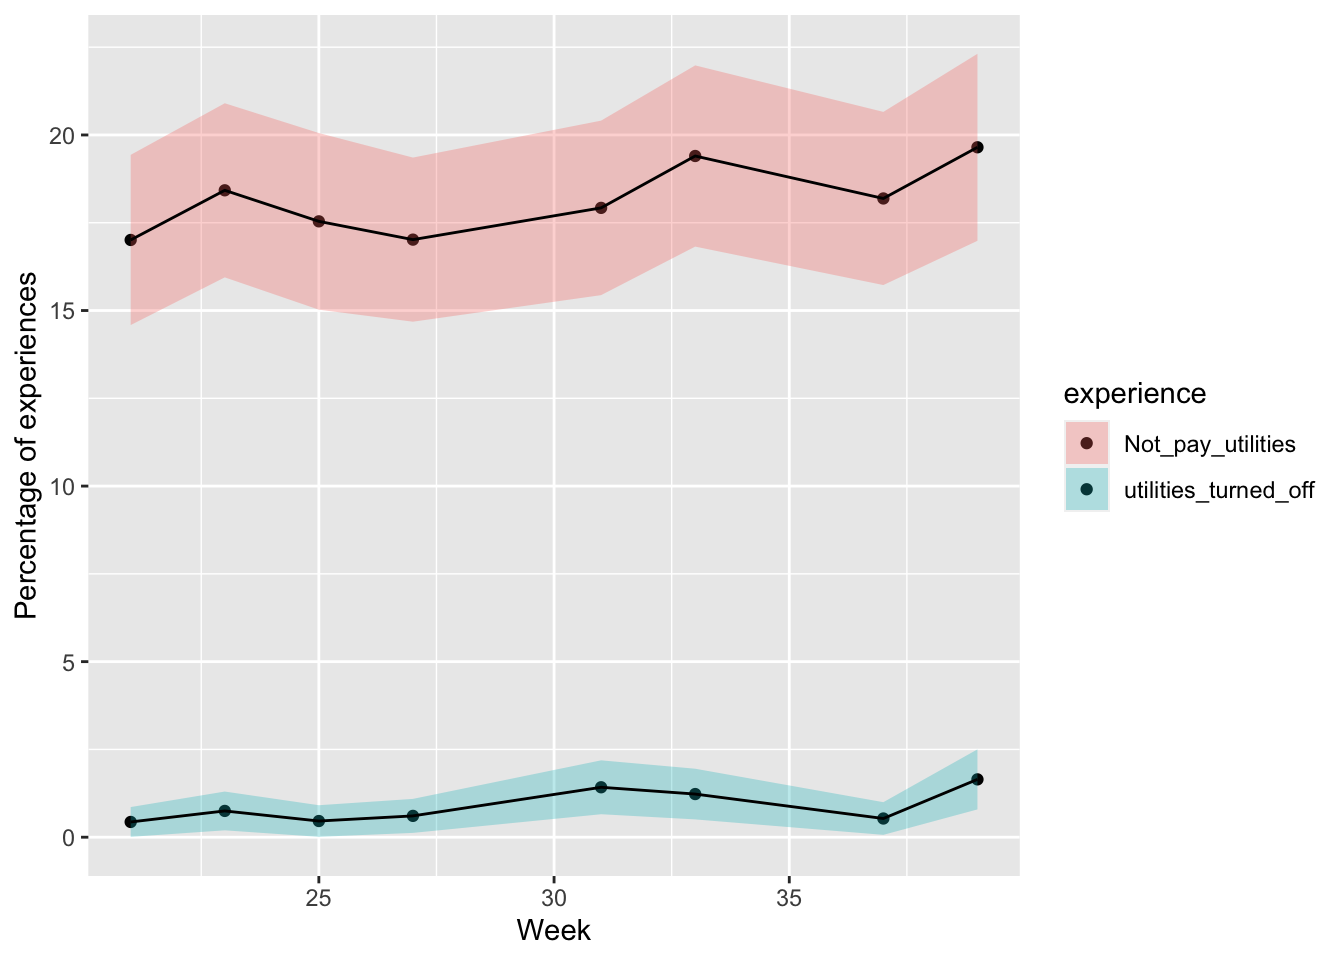 Percentage of experiences
20
15
10
5
0
25
30
35
Week
experience
Not_pay_utilities
utilities_turned_off